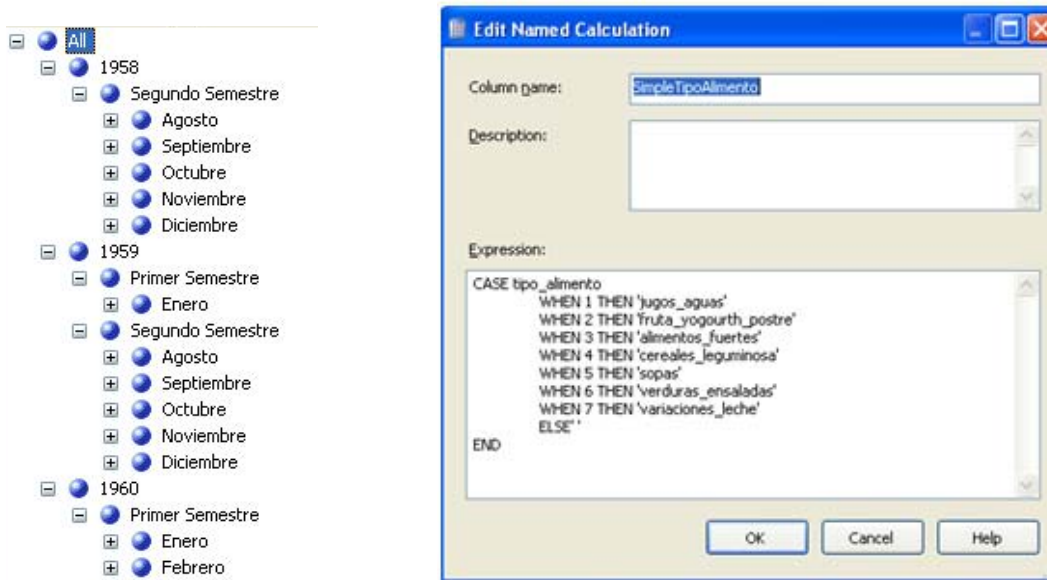 All
1958
Segundo Semestre
Agosto
Septiembre
Octubre
Noviembre
Diciembre
1959
Primer Semestre
Enero
Segundo Semestre
Agosto
Septiembre
Octubre
Noviembre
Diciembre
1960
Primer Semestre
Enero
Febrero
Edit Named Calculation
Column name:
SimpleTipoAlimento
Description:
Expression:
CASE tipo_alimento
WHEN 1 THEN 'jugos_aguas'
WHEN 2 THEN 'fruta_yogourth_postre'
WHEN 3 THEN 'alimentos_fuertes'
WHEN 4 THEN 'cereales_leguminosa'
WHEN 5 THEN 'sopas'
WHEN 6 THEN 'verduras_ensaladas'
WHEN 7 THEN 'variaciones_leche'
ELSE' '
END
OK Cancel Help